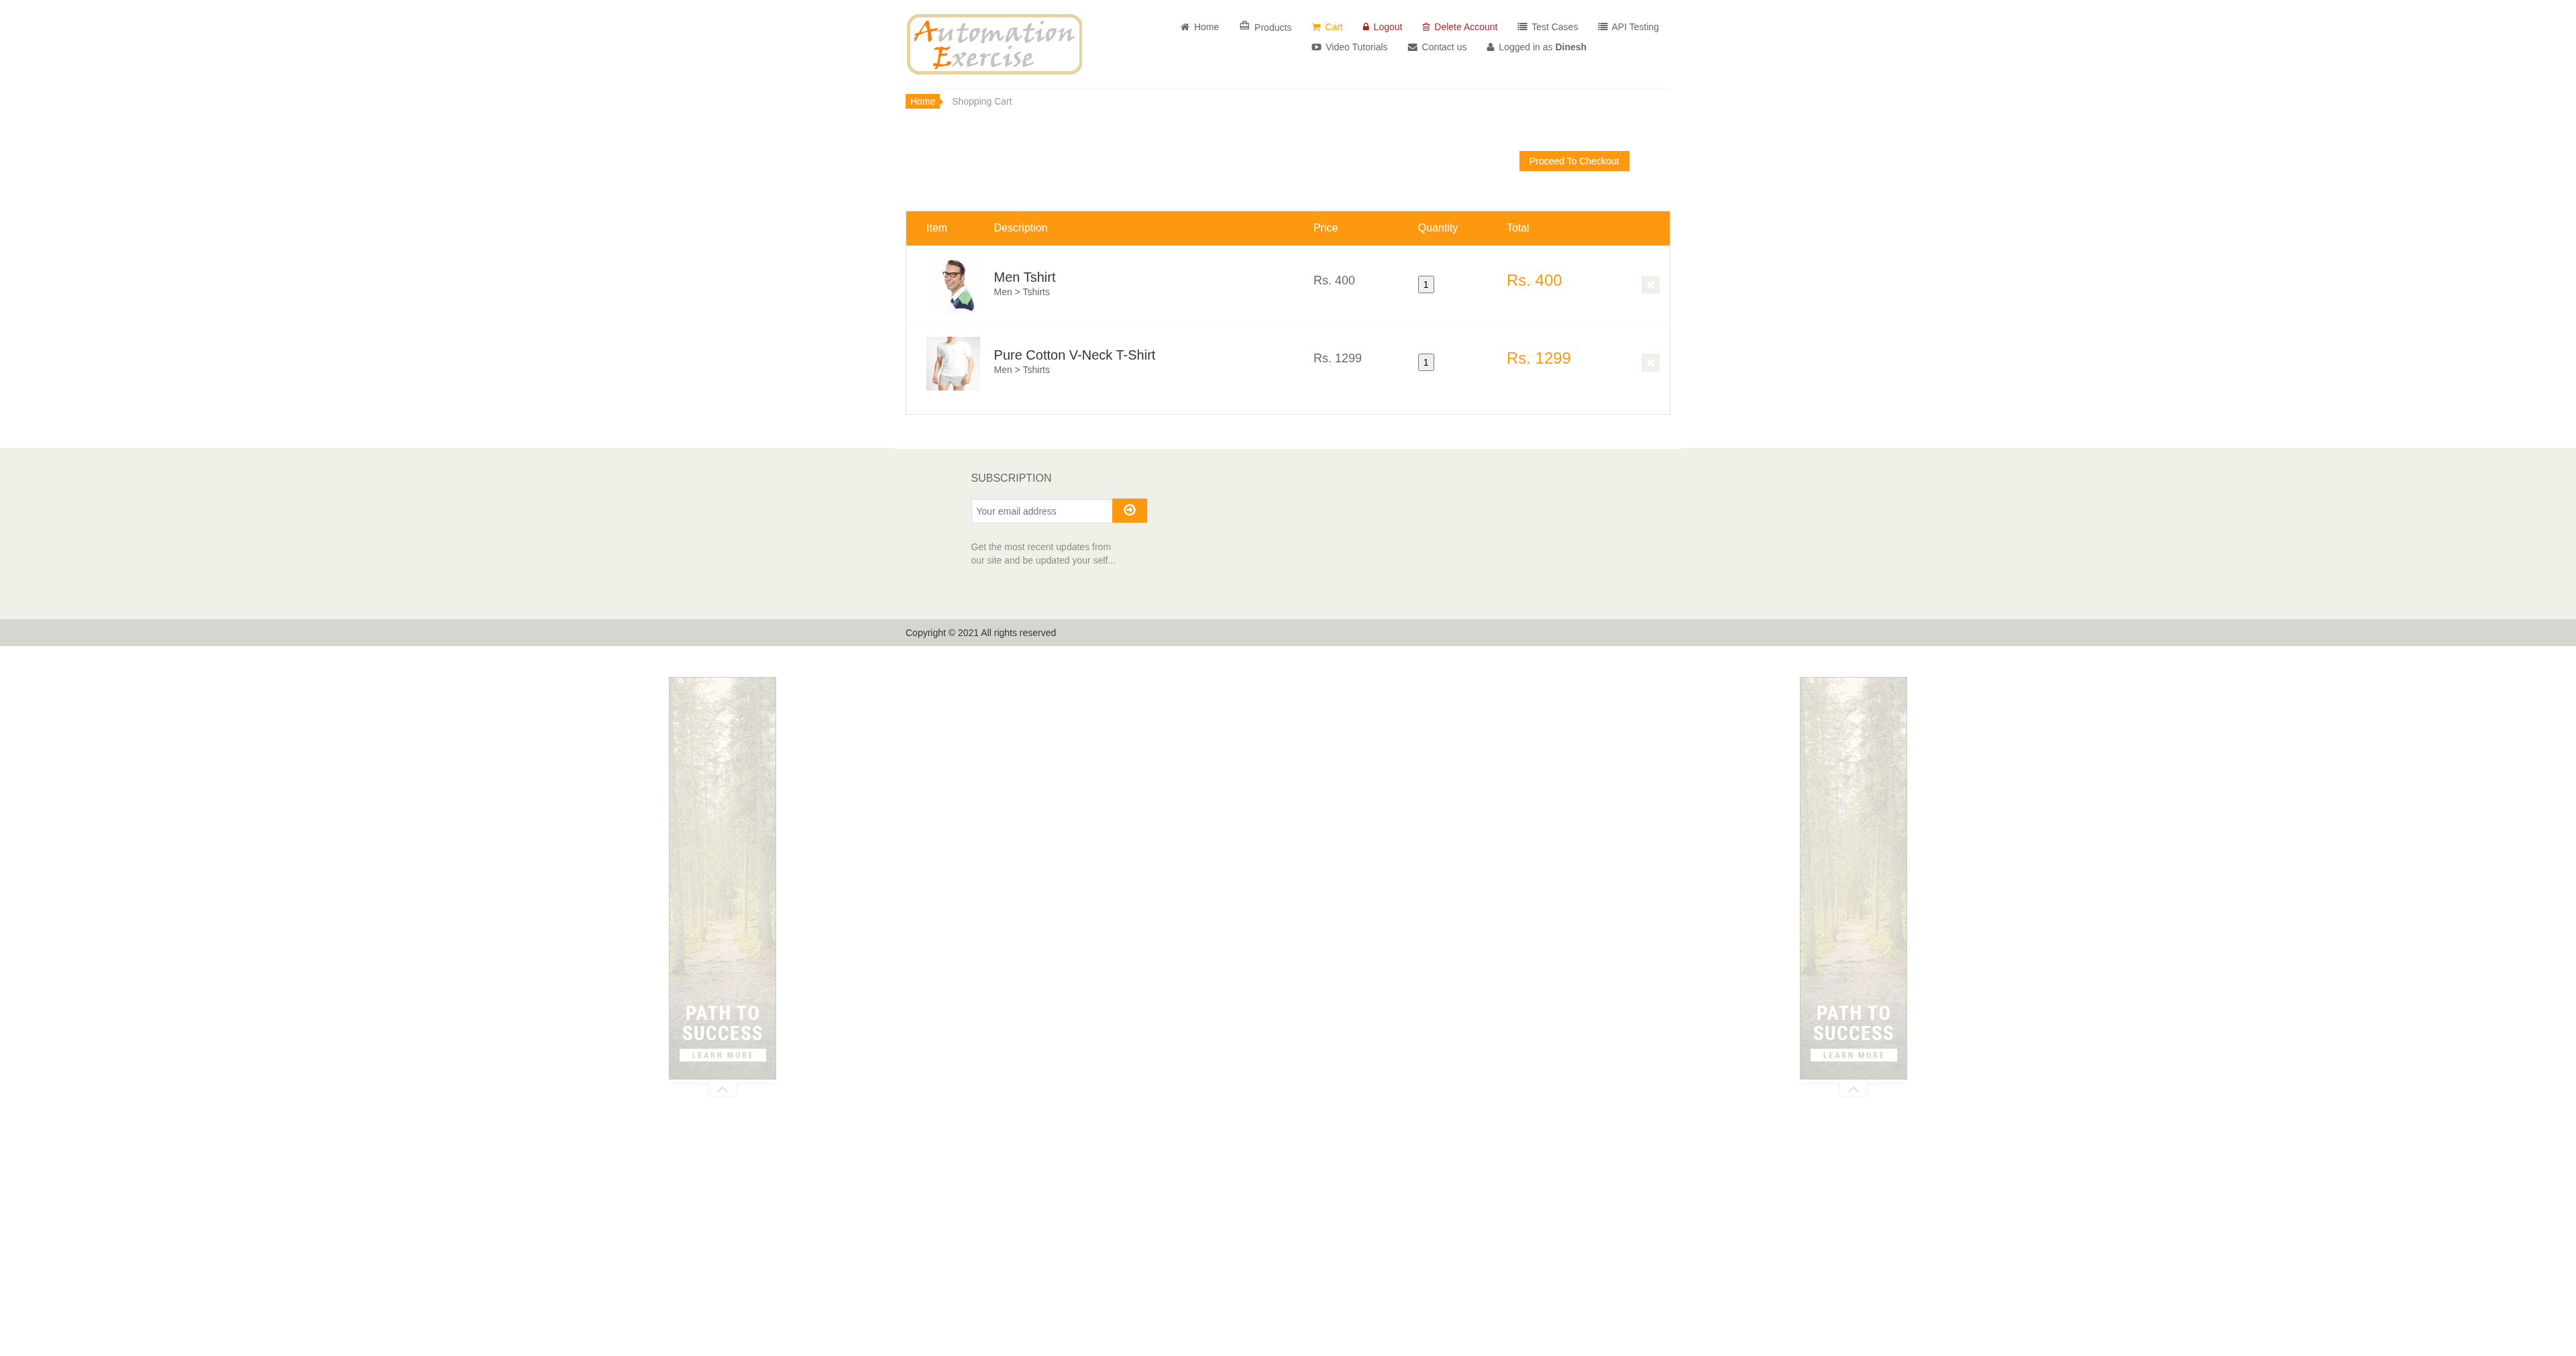 Automation
Exercise
Home Products Cart Logout Delete Account Test Cases API Testing
Video Tutorials Contact us Logged in as Dinesh
Home Shopping Cart
Proceed To Checkout
Item Description Price Quantity Total
Men Tshirt
Men > Tshirts
Rs. 400 1 Rs. 400
Pure Cotton V-Neck T-Shirt
Men > Tshirts
Rs. 1299 1 Rs. 1299
SUBSCRIPTION
Your email address
Get the most recent updates from
our site and be updated your self...
Copyright © 2021 All rights reserved
PATH TO
SUCCESS
LEARN MORE
PATH TO
SUCCESS
LEARN MORE